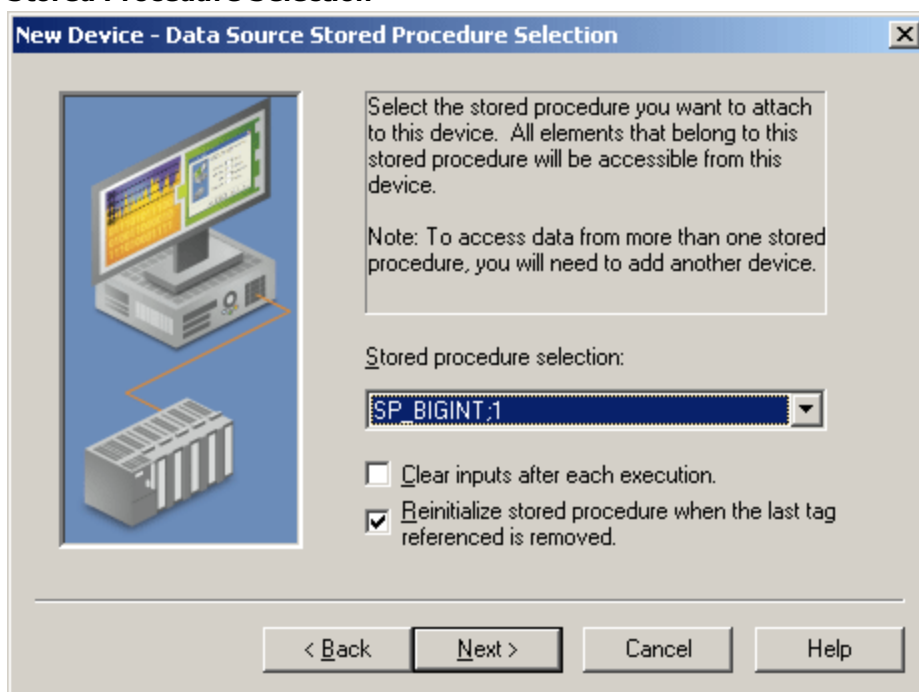 Stored Procedure Selection
New Device - Data Source Stored Procedure Selection
Select the stored procedure you want to attach
to this device. All elements that belong to this
stored procedure will be accessible from this
device.
Note: To access data from more than one stored
procedure, you will need to add another device.
Stored procedure selection:
SP_BIGINT;1
Clear inputs after each execution.
Reinitialize stored procedure when the last tag
referenced is removed.
< Back
Next >
Cancel
Help